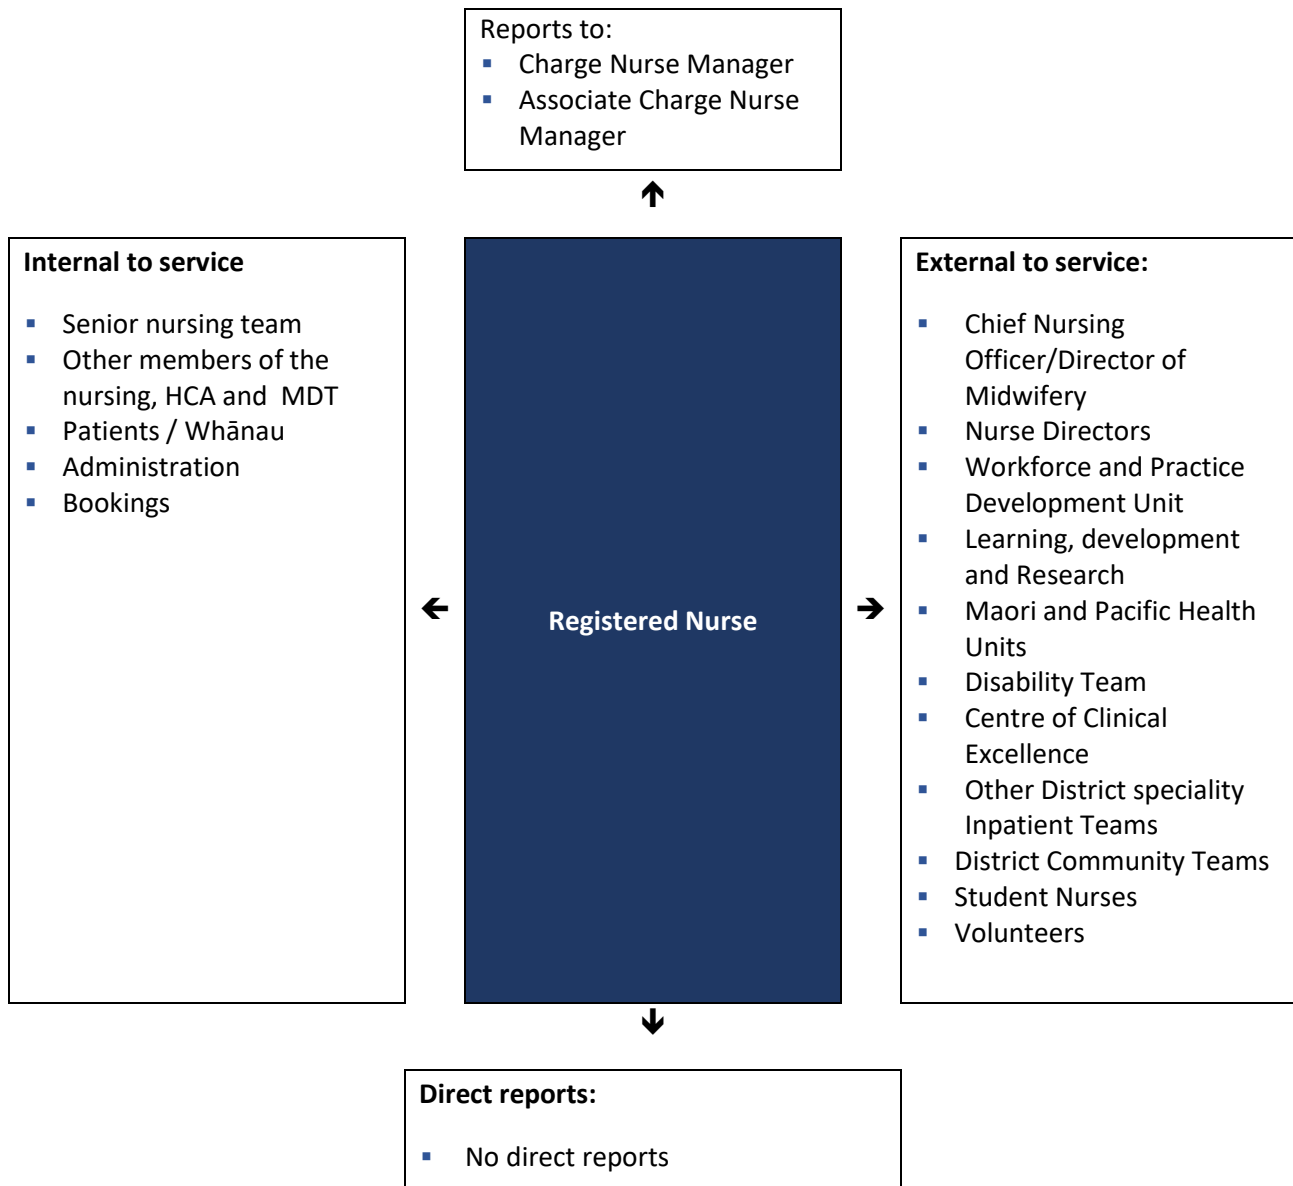 Reports to:
▪ Charge Nurse Manager
▪ Associate Charge Nurse
Manager
Internal to service
▪ Senior nursing team
▪ Other members of the
nursing, HCA and  MDT
▪ Patients / Whānau
▪ Administration
▪ Bookings
Registered Nurse
External to service:
▪ Chief Nursing
Officer/Director of
Midwifery
▪ Nurse Directors
▪ Workforce and Practice
Development Unit
▪ Learning, development
and Research
▪ Maori and Pacific Health
Units
▪ Disability Team
▪ Centre of Clinical
Excellence
▪ Other District speciality
Inpatient Teams
▪ District Community Teams
▪ Student Nurses
▪ Volunteers
Direct reports:
▪ No direct reports